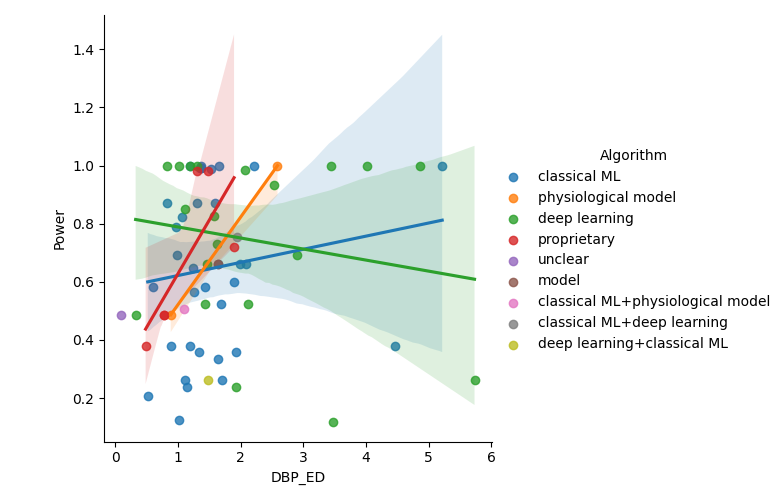 1.4
1.2
1.0
0.8
0.6
0.4
0.2
Power
0
1
2
3
4
5
6
DBP_ED
Algorithm
classical ML
physiological model
deep learning
proprietary
unclear
model
classical ML+physiological model
classical ML+deep learning
deep learning+classical ML